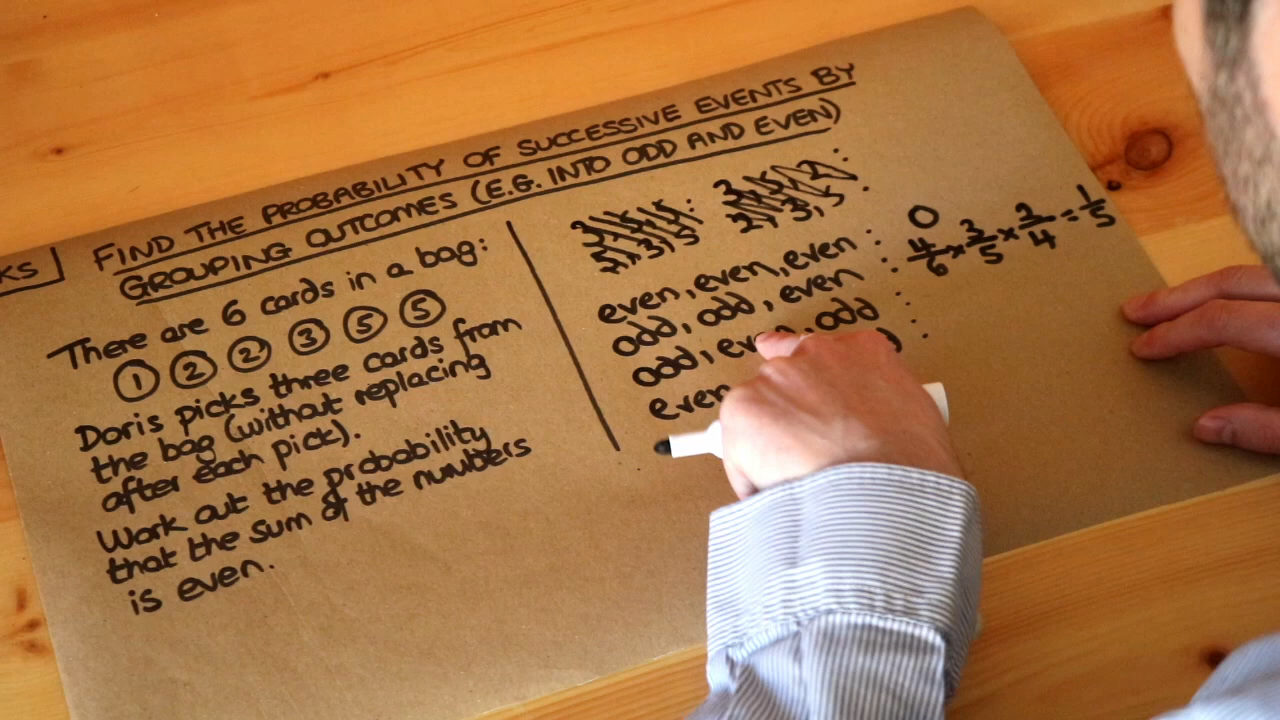 KS
FIND THE PROBABILITY OF SUCCESSIVE EVENTS BY
GROUPING OUTCOMES (E.G. INTO ODD AND EVEN)
There are 6 cards in a bag:
1 2 2 3 5 5
Doris picks three cards from
the bag (without replacing
after each pick).
Work out the probability
that the sum of the numbers
is even.
even, even, even : 0
odd, odd, even : 4/6 × 3/5 × 2/4 = 1/5
odd, even, odd :
even :